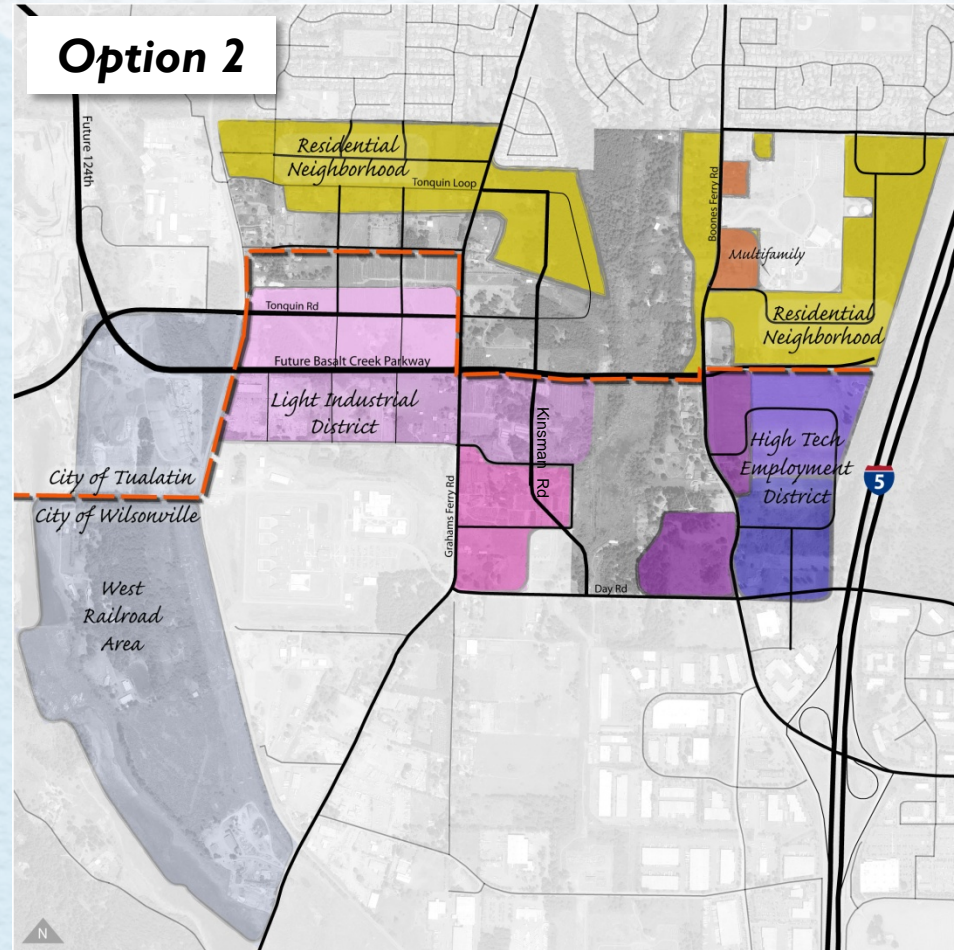 Option 2
Future 124th
Residential
Neighborhood
Tonquin Loop
Boones Ferry Rd
Multifamily
Residential
Neighborhood
Tonquin Rd
Future Basalt Creek Parkway
Light Industrial
District
Kinsman Rd
High Tech
Employment
District
5
City of Tualatin
City of Wilsonville
Grahams Ferry Rd
West
Railroad
Area
Day Rd
N